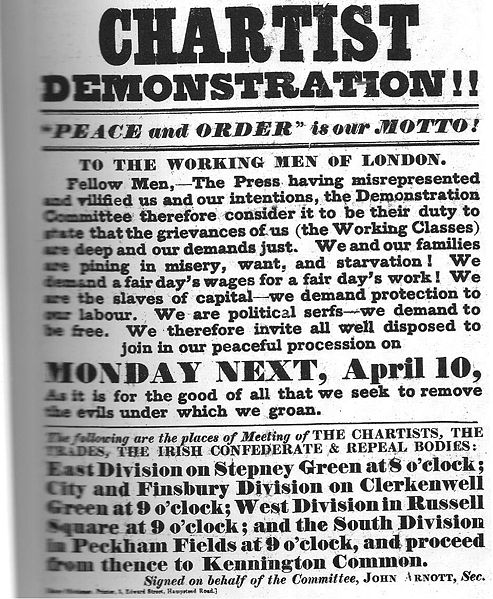 CHARTIST
DEMONSTRATION!!
"PEACE and ORDER" is our MOTTO!
TO THE WORKING MEN OF LONDON.
Fellow Men,—The Press having misrepresented
and vilified us and our intentions, the Demonstration
Committee therefore consider it to be their duty to
state that the grievances of us (the Working Classes)
are deep and our demands just. We and our families
are pining in misery, want, and starvation! We
demand a fair day's wages for a fair day's work! We
are the slaves of capital—we demand protection to
our labour. We are political serfs—we demand to
be free. We therefore invite all well disposed to
join in our peaceful procession on
MONDAY NEXT, April 10,
As it is for the good of all that we seek to remove
the evils under which we groan.
The following are the places of Meeting of THE CHARTISTS, THE
TRADES, THE IRISH CONFEDERATE & REPEAL BODIES:
East Division on Stepney Green at 8 o'clock;
City and Finsbury Division on Clerkenwell
Green at 9 o'clock; West Division in Russell
Square at 9 o'clock; and the South Division
in Peckham Fields at 9 o'clock, and proceed
from thence to Kennington Common.
Signed on behalf of the Committee, JOHN ARNOTT, Sec.
Printer, 3, Edward Street, Hampstead Road.]